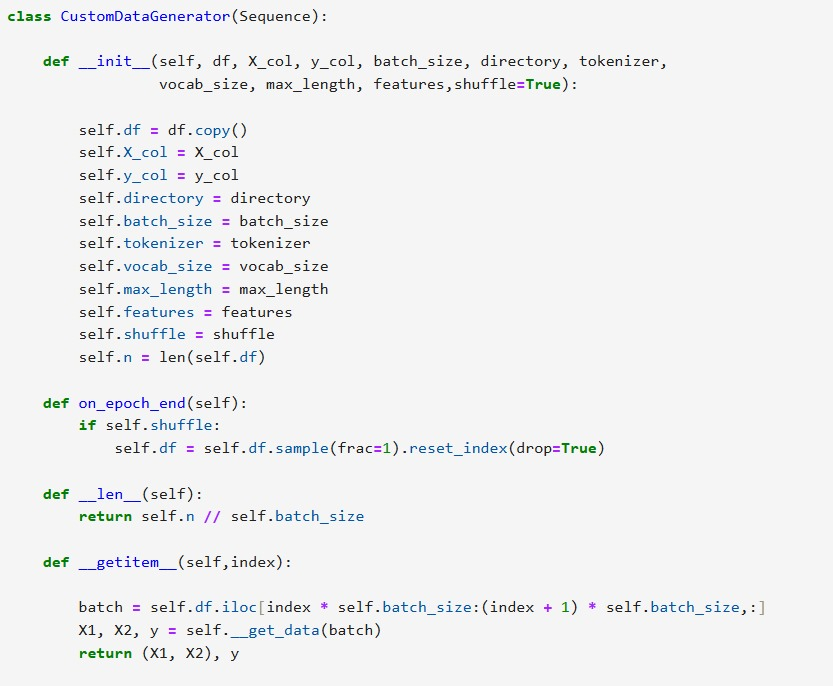 class CustomDataGenerator(Sequence):
    def __init__(self, df, X_col, y_col, batch_size, directory, tokenizer,
                 vocab_size, max_length, features,shuffle=True):
        self.df = df.copy()
        self.X_col = X_col
        self.y_col = y_col
        self.directory = directory
        self.batch_size = batch_size
        self.tokenizer = tokenizer
        self.vocab_size = vocab_size
        self.max_length = max_length
        self.features = features
        self.shuffle = shuffle
        self.n = len(self.df)
    def on_epoch_end(self):
        if self.shuffle:
            self.df = self.df.sample(frac=1).reset_index(drop=True)
    def __len__(self):
        return self.n // self.batch_size
    def __getitem__(self,index):
        batch = self.df.iloc[index * self.batch_size:(index + 1) * self.batch_size,:]
        X1, X2, y = self.__get_data(batch)
        return (X1, X2), y